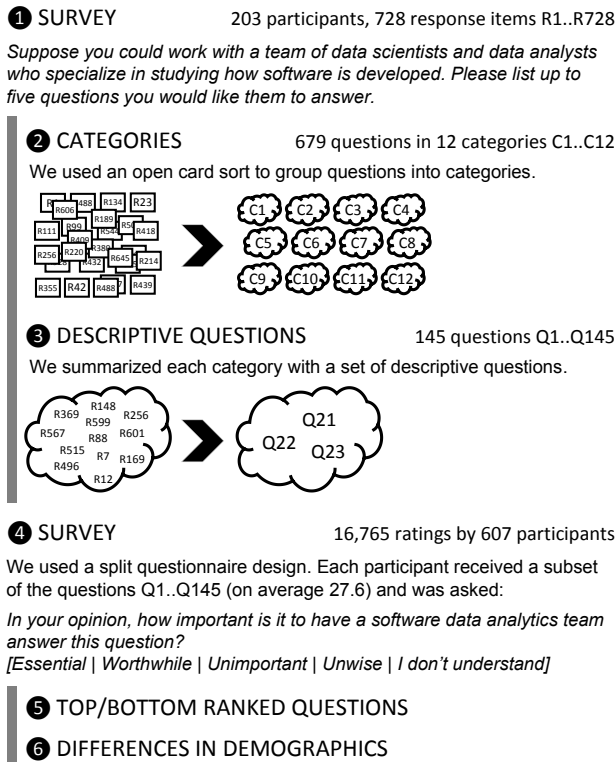 ❶ SURVEY 203 participants, 728 response items R1..R728
Suppose you could work with a team of data scientists and data analysts
who specialize in studying how software is developed. Please list up to
five questions you would like them to answer.
❷ CATEGORIES 679 questions in 12 categories C1..C12
We used an open card sort to group questions into categories.
R606 R488 R134 R23
R111 R99 R189 R544 R418
R409 R380
R256 R220 R432 R645 R214
R355 R42 R488 R439
C1 C2 C3 C4
C5 C6 C7 C8
C9 C10 C11 C12
❸ DESCRIPTIVE QUESTIONS 145 questions Q1..Q145
We summarized each category with a set of descriptive questions.
R369 R148 R256
R599
R567 R88 R601
R515 R7 R169
R496
R12
Q21
Q22 Q23
❹ SURVEY 16,765 ratings by 607 participants
We used a split questionnaire design. Each participant received a subset
of the questions Q1..Q145 (on average 27.6) and was asked:
In your opinion, how important is it to have a software data analytics team
answer this question?
[Essential | Worthwhile | Unimportant | Unwise | I don't understand]
❺ TOP/BOTTOM RANKED QUESTIONS
❻ DIFFERENCES IN DEMOGRAPHICS